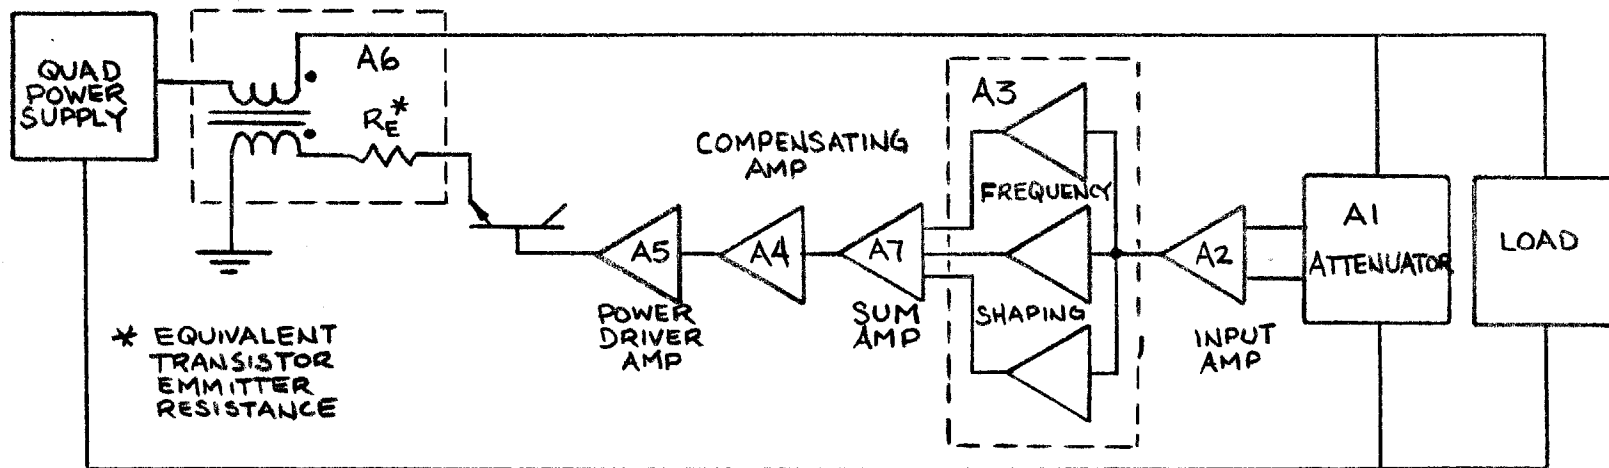 QUAD
POWER
SUPPLY
A6
RE*
COMPENSATING
AMP
A3
FREQUENCY
SHAPING
A5
A4
A7
A2
A1
ATTENUATOR
LOAD
POWER
DRIVER
AMP
SUM
AMP
INPUT
AMP
* EQUIVALENT
TRANSISTOR
EMMITTER
RESISTANCE